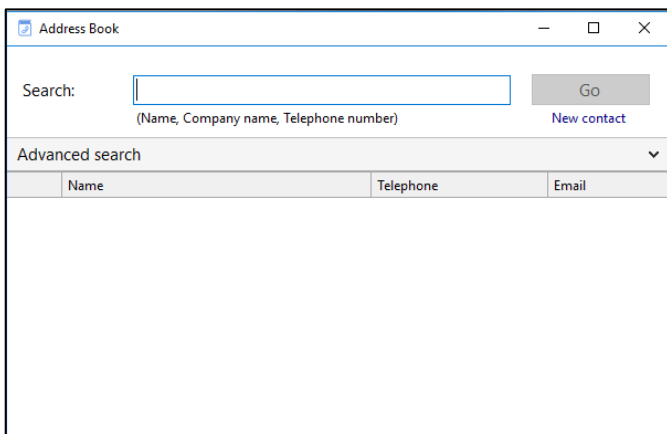 Address Book
Search:
Go
(Name, Company name, Telephone number)
New contact
Advanced search
Name
Telephone
Email